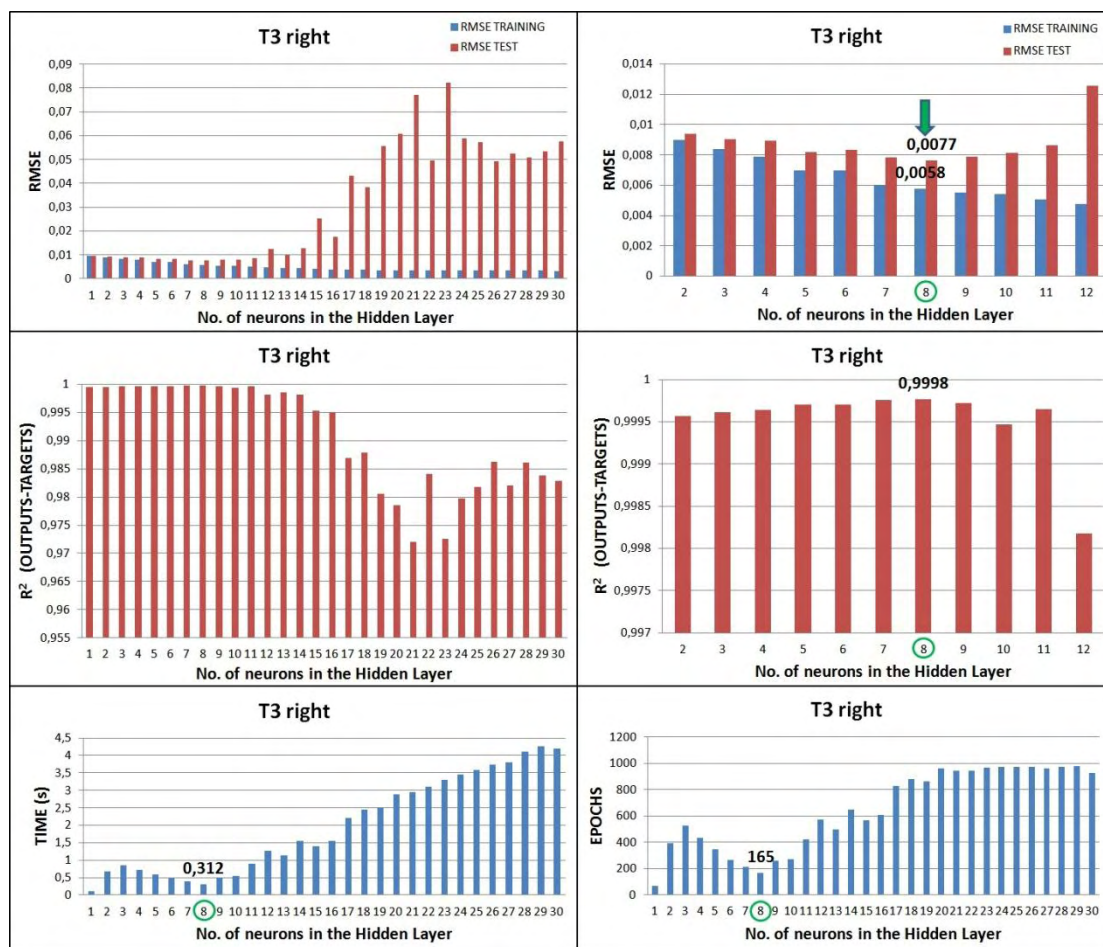 T3 right
RMSE TRAINING
RMSE TEST
RMSE
0,09
0,08
0,07
0,06
0,05
0,04
0,03
0,02
0,01
0
1 2 3 4 5 6 7 8 9 10 11 12 13 14 15 16 17 18 19 20 21 22 23 24 25 26 27 28 29 30
No. of neurons in the Hidden Layer
T3 right
RMSE TRAINING
RMSE TEST
RMSE
0,014
0,012
0,01
0,008
0,006
0,004
0,002
0
0,0077
0,0058
2 3 4 5 6 7 8 9 10 11 12
No. of neurons in the Hidden Layer
T3 right
R² (OUTPUTS-TARGETS)
1
0,995
0,99
0,985
0,98
0,975
0,97
0,965
0,96
0,955
1 2 3 4 5 6 7 8 9 10 11 12 13 14 15 16 17 18 19 20 21 22 23 24 25 26 27 28 29 30
No. of neurons in the Hidden Layer
T3 right
R² (OUTPUTS-TARGETS)
1
0,9995
0,999
0,9985
0,998
0,9975
0,997
0,9998
2 3 4 5 6 7 8 9 10 11 12
No. of neurons in the Hidden Layer
T3 right
TIME (s)
4,5
4
3,5
3
2,5
2
1,5
1
0,5
0
0,312
1 2 3 4 5 6 7 8 9 10 11 12 13 14 15 16 17 18 19 20 21 22 23 24 25 26 27 28 29 30
No. of neurons in the Hidden Layer
T3 right
EPOCHS
1200
1000
800
600
400
200
0
165
1 2 3 4 5 6 7 8 9 10 11 12 13 14 15 16 17 18 19 20 21 22 23 24 25 26 27 28 29 30
No. of neurons in the Hidden Layer